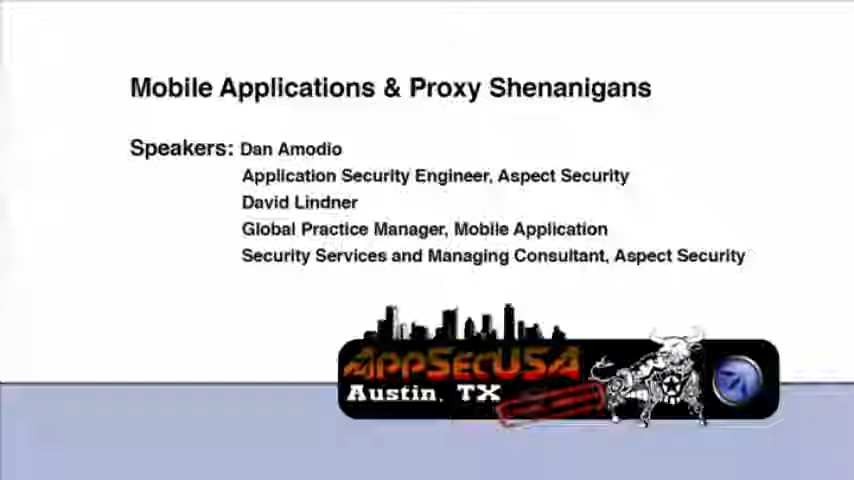 Mobile Applications & Proxy Shenanigans
Speakers: Dan Amodio
Application Security Engineer, Aspect Security
David Lindner
Global Practice Manager, Mobile Application
Security Services and Managing Consultant, Aspect Security
AppSecUSA
Austin, TX